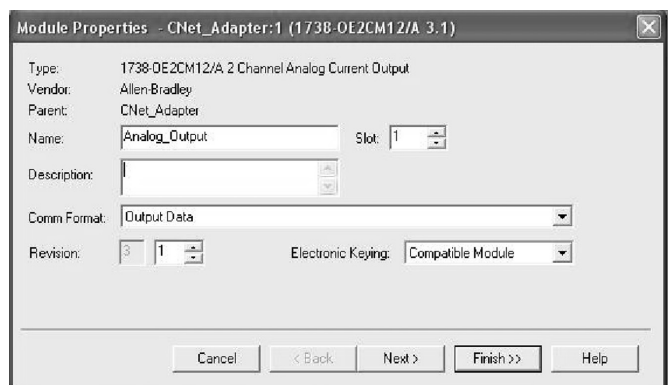 Module Properties - CNet_Adapter:1 (1738-OE2CM12/A 3.1)
Type: 1738-OE2CM12/A 2 Channel Analog Current Output
Vendor: Allen-Bradley
Parent: CNet_Adapter
Name: Analog_Output Slot: 1
Description:
Comm Format: Output Data
Revision: 3 1 Electronic Keying: Compatible Module
Cancel < Back Next > Finish >> Help